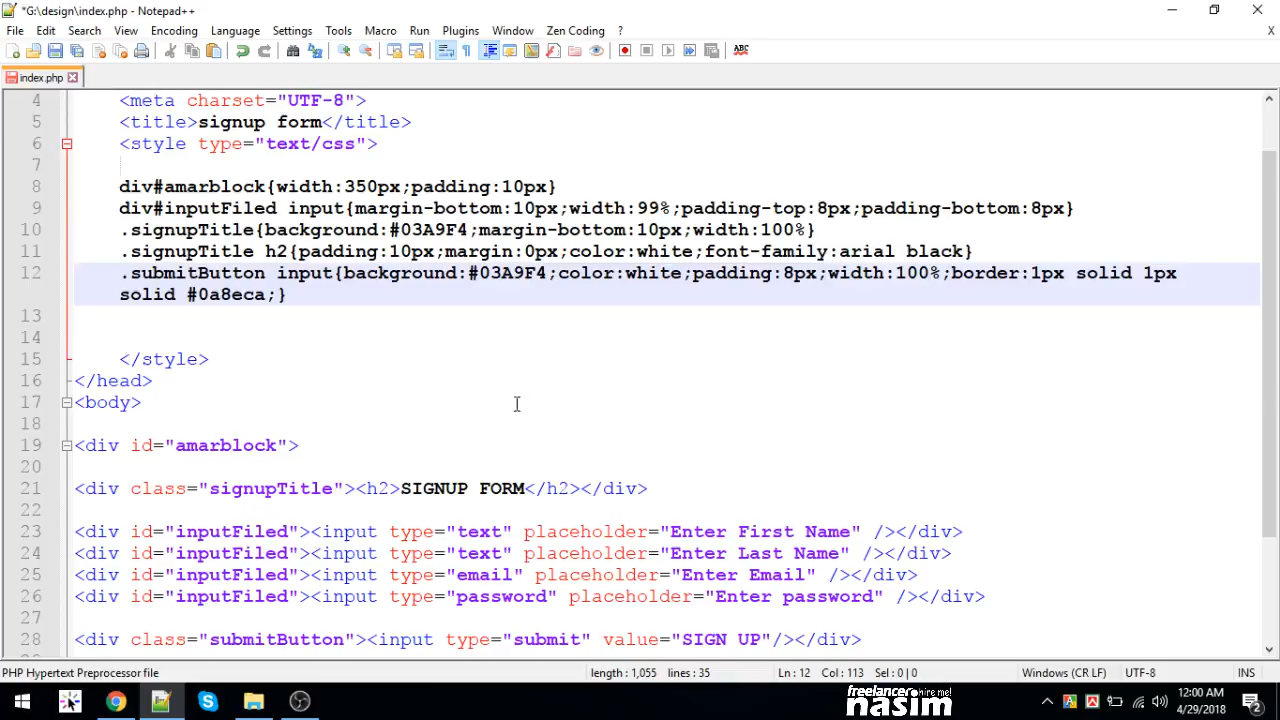 *G:\design\index.php - Notepad++
File Edit Search View Encoding Language Settings Tools Macro Run Plugins Window Zen Coding ? X
index.php
4 <meta charset="UTF-8">
5 <title>signup form</title>
6 <style type="text/css">
7
8 div#amarblock{width:350px;padding:10px}
9 div#inputFiled input{margin-bottom:10px;width:99%;padding-top:8px;padding-bottom:8px}
10 .signupTitle{background:#03A9F4;margin-bottom:10px;width:100%}
11 .signupTitle h2{padding:10px;margin:0px;color:white;font-family:arial black}
12 .submitButton input{background:#03A9F4;color:white;padding:8px;width:100%;border:1px solid 1px
solid #0a8eca;}
13
14
15 </style>
16 </head>
17 <body>
18
19 <div id="amarblock">
20
21 <div class="signupTitle"><h2>SIGNUP FORM</h2></div>
22
23 <div id="inputFiled"><input type="text" placeholder="Enter First Name" /></div>
24 <div id="inputFiled"><input type="text" placeholder="Enter Last Name" /></div>
25 <div id="inputFiled"><input type="email" placeholder="Enter Email" /></div>
26 <div id="inputFiled"><input type="password" placeholder="Enter password" /></div>
27
28 <div class="submitButton"><input type="submit" value="SIGN UP"/></div>
PHP Hypertext Preprocessor file length : 1,055 lines : 35 Ln : 12 Col : 113 Sel : 0 | 0 Windows (CR LF) UTF-8 INS
freelancer hire me!
nasim
12:00 AM
4/29/2018
2